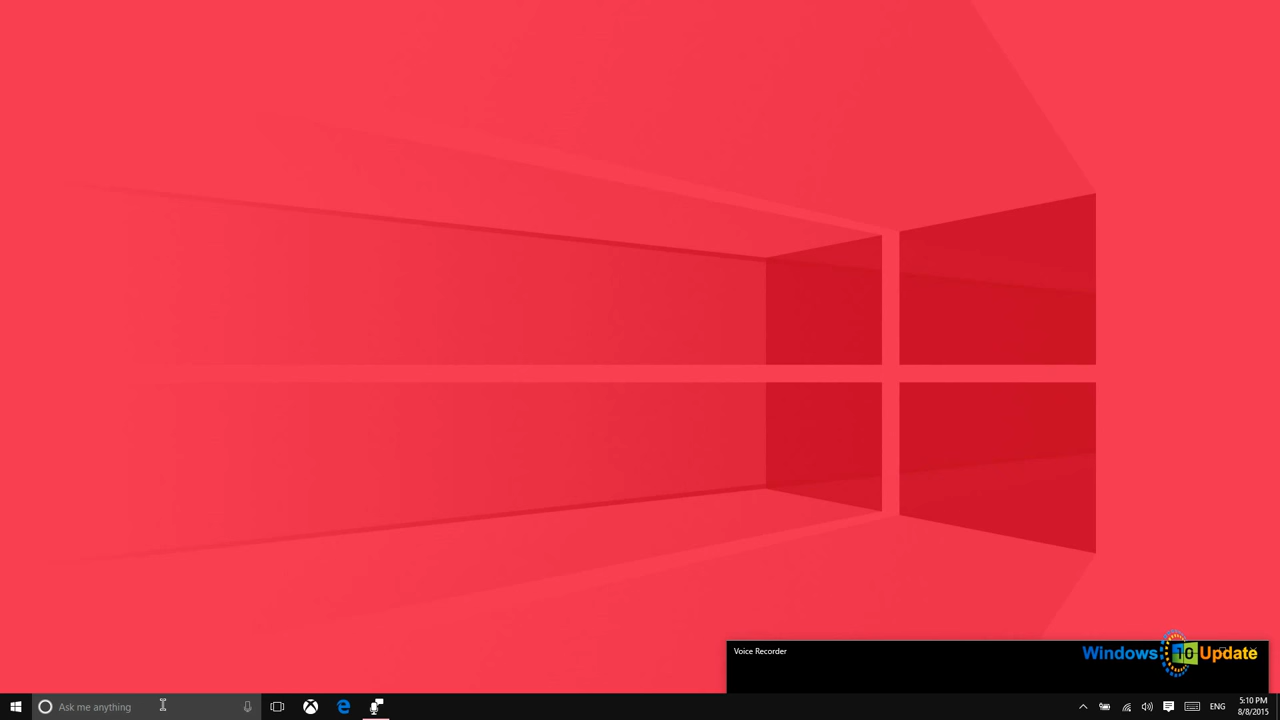 Voice Recorder
Windows 10 Update
Ask me anything
ENG
5:10 PM
8/8/2015